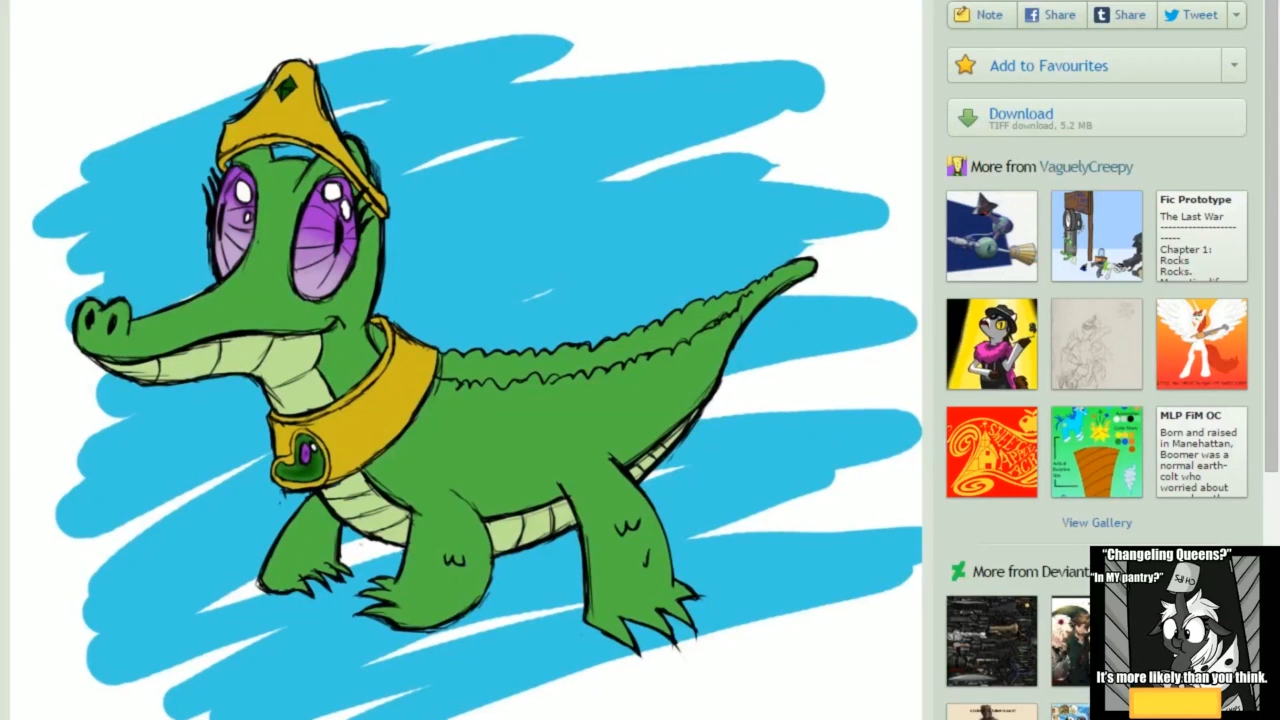 Note
Share
Share
Tweet
Add to Favourites
Download
TIFF download, 5.2 MB
More from VaguelyCreepy
Fic Prototype
The Last War
-------------------
-----
Chapter 1:
Rocks
Rocks.
MLP FiM OC
Born and raised
in Manehattan,
Boomer was a
normal earth-
colt who
worried about
View Gallery
More from Deviant
"Changeling Queens?"
"In MY pantry?"
It's more likely than you think.